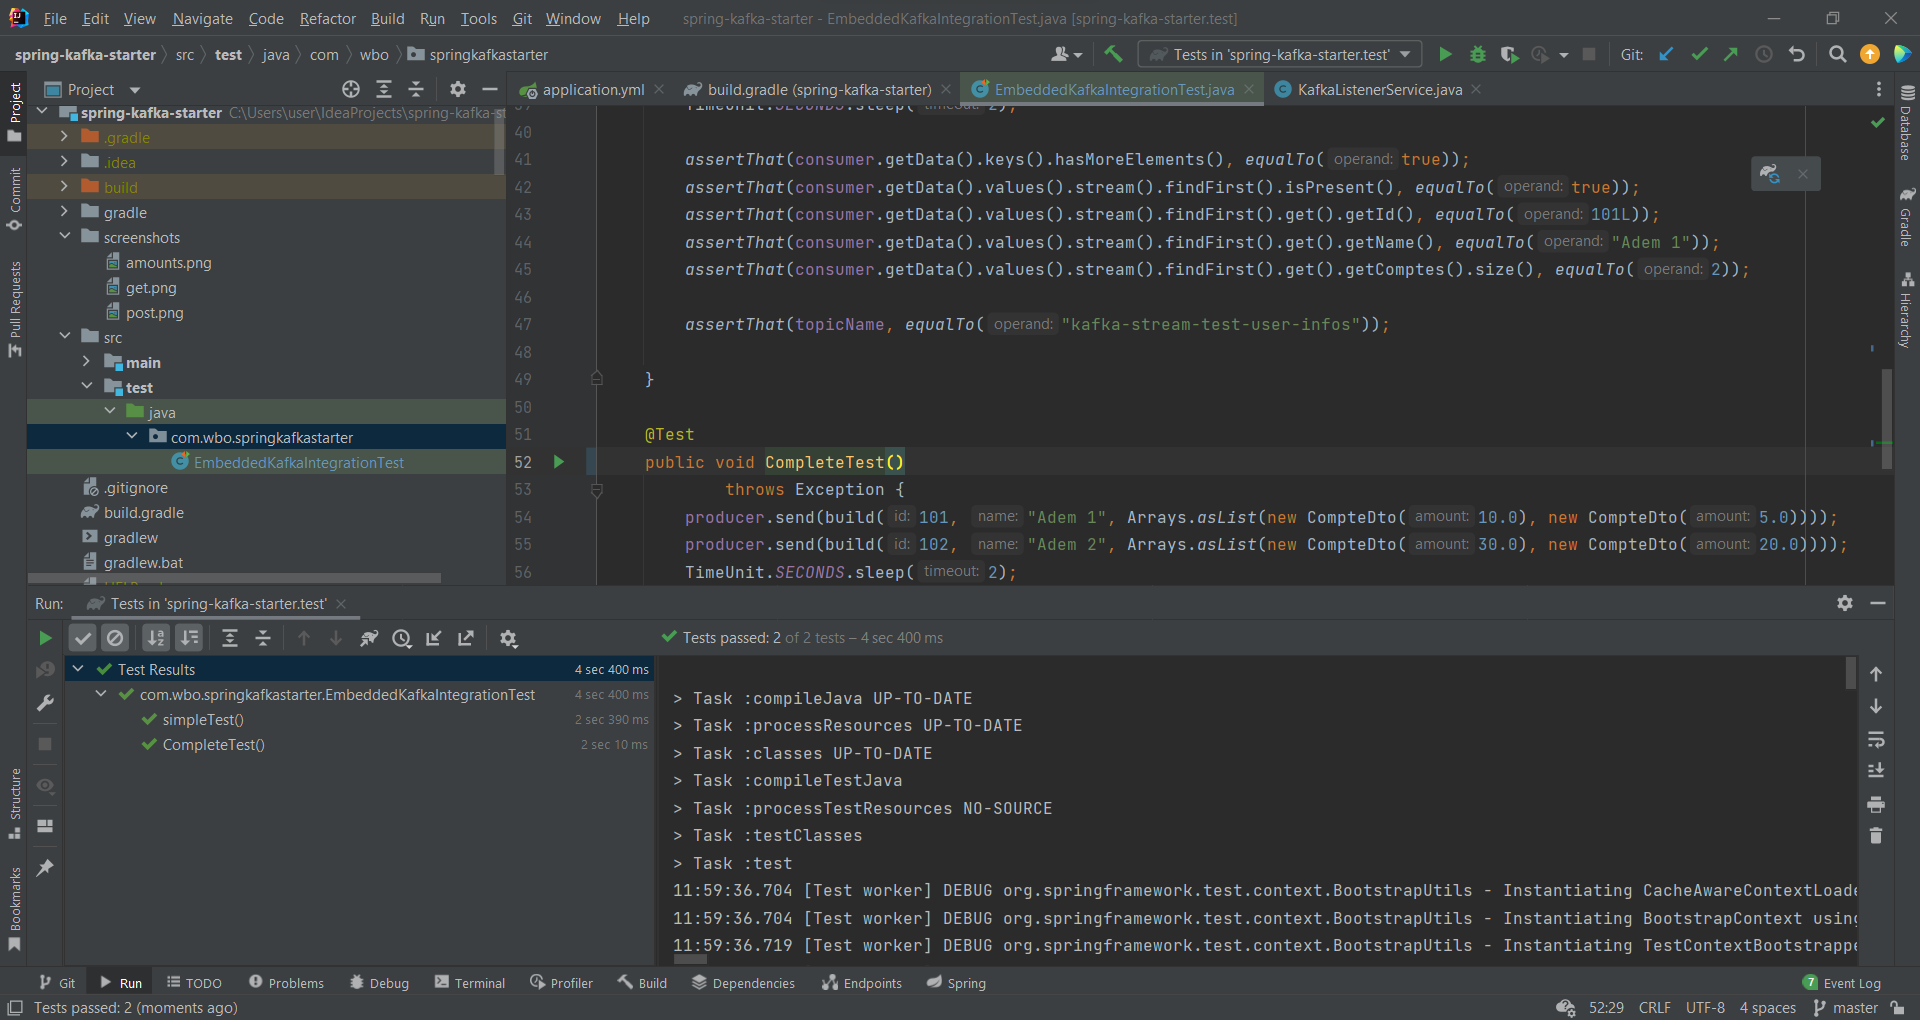 File Edit View Navigate Code Refactor Build Run Tools Git Window Help spring-kafka-starter - EmbeddedKafkaIntegrationTest.java [spring-kafka-starter.test]
spring-kafka-starter src test java com wbo springkafkastarter Tests in 'spring-kafka-starter.test' Git:
Project
application.yml build.gradle (spring-kafka-starter) EmbeddedKafkaIntegrationTest.java KafkaListenerService.java
Project
Commit
Pull Requests
Structure
Bookmarks
spring-kafka-starter C:\Users\user\IdeaProjects\spring-kafka-st
.gradle
.idea
build
gradle
screenshots
amounts.png
get.png
post.png
src
main
test
java
com.wbo.springkafkastarter
EmbeddedKafkaIntegrationTest
.gitignore
build.gradle
gradlew
gradlew.bat
39 TimeUnit.SECONDS.sleep( timeout: 2);
40
41 assertThat(consumer.getData().keys().hasMoreElements(), equalTo( operand: true));
42 assertThat(consumer.getData().values().stream().findFirst().isPresent(), equalTo( operand: true));
43 assertThat(consumer.getData().values().stream().findFirst().get().getId(), equalTo( operand: 101L));
44 assertThat(consumer.getData().values().stream().findFirst().get().getName(), equalTo( operand: "Adem 1"));
45 assertThat(consumer.getData().values().stream().findFirst().get().getComptes().size(), equalTo( operand: 2));
46
47 assertThat(topicName, equalTo( operand: "kafka-stream-test-user-infos"));
48
49 }
50
51 @Test
52 public void CompleteTest()
53 throws Exception {
54 producer.send(build( id: 101, name: "Adem 1", Arrays.asList(new CompteDto( amount: 10.0), new CompteDto( amount: 5.0))));
55 producer.send(build( id: 102, name: "Adem 2", Arrays.asList(new CompteDto( amount: 30.0), new CompteDto( amount: 20.0))));
56 TimeUnit.SECONDS.sleep( timeout: 2);
Database
Gradle
Hierarchy
Run: Tests in 'spring-kafka-starter.test'
Tests passed: 2 of 2 tests – 4 sec 400 ms
Test Results 4 sec 400 ms
com.wbo.springkafkastarter.EmbeddedKafkaIntegrationTest 4 sec 400 ms
simpleTest() 2 sec 390 ms
CompleteTest() 2 sec 10 ms
> Task :compileJava UP-TO-DATE
> Task :processResources UP-TO-DATE
> Task :classes UP-TO-DATE
> Task :compileTestJava
> Task :processTestResources NO-SOURCE
> Task :testClasses
> Task :test
11:59:36.704 [Test worker] DEBUG org.springframework.test.context.BootstrapUtils - Instantiating CacheAwareContextLoade
11:59:36.704 [Test worker] DEBUG org.springframework.test.context.BootstrapUtils - Instantiating BootstrapContext using
11:59:36.719 [Test worker] DEBUG org.springframework.test.context.BootstrapUtils - Instantiating TestContextBootstrappe
Git Run TODO Problems Debug Terminal Profiler Build Dependencies Endpoints Spring 7 Event Log
Tests passed: 2 (moments ago) 52:29 CRLF UTF-8 4 spaces master